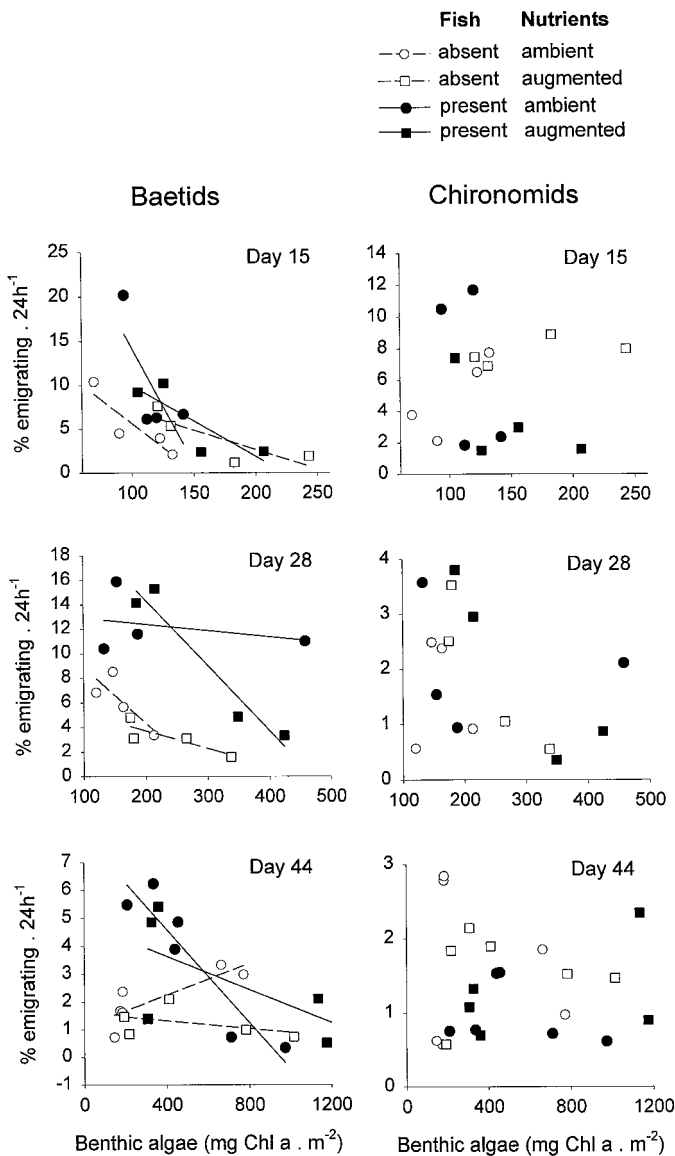 Fish Nutrients
absent ambient
absent augmented
present ambient
present augmented
Baetids
Chironomids
Day 15
25
20
15
10
5
0
100 150 200 250
% emigrating . 24h⁻¹
Day 15
14
12
10
8
6
4
2
0
100 150 200 250
Day 28
18
16
14
12
10
8
6
4
2
0
100 200 300 400 500
% emigrating . 24h⁻¹
Day 28
4
3
2
1
0
100 200 300 400 500
Day 44
7
6
5
4
3
2
1
0
-1
0 400 800 1200
% emigrating . 24h⁻¹
Benthic algae (mg Chl a . m⁻²)
Day 44
3
2
1
0
0 400 800 1200
Benthic algae (mg Chl a . m⁻²)